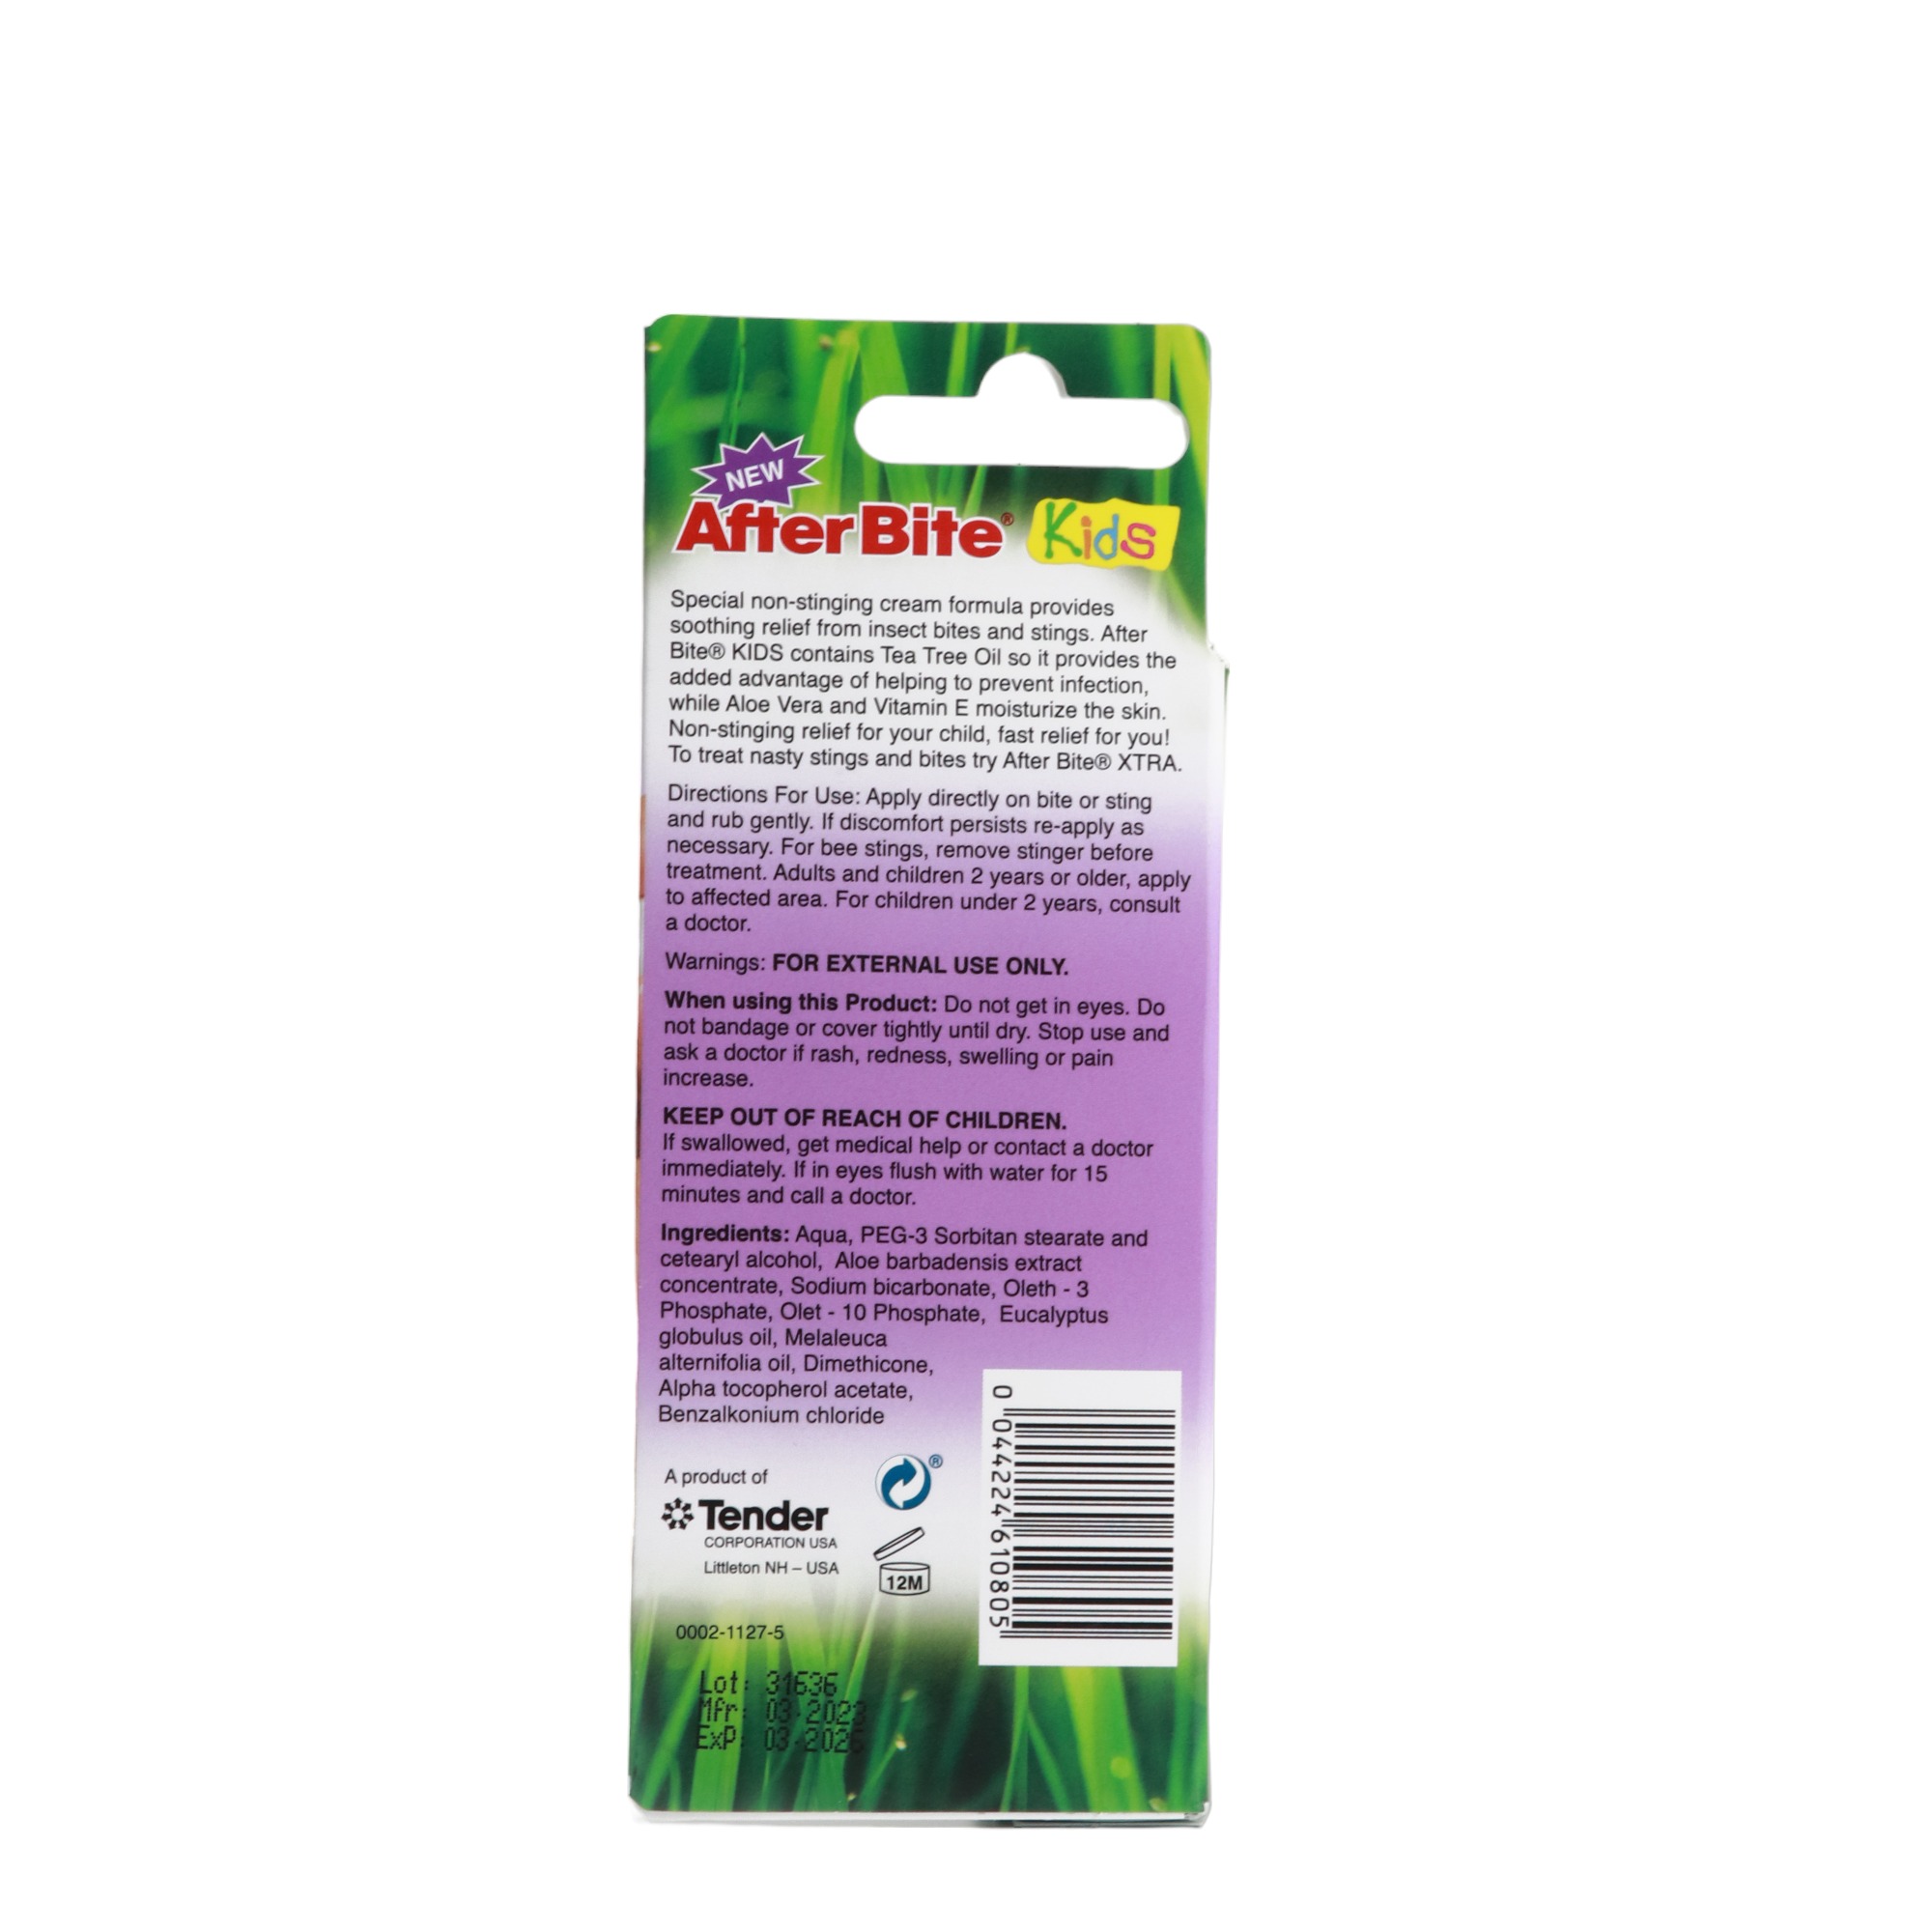 NEW
After Bite® Kids
Special non-stinging cream formula provides
soothing relief from insect bites and stings. After
Bite® KIDS contains Tea Tree Oil so it provides the
added advantage of helping to prevent infection,
while Aloe Vera and Vitamin E moisturize the skin.
Non-stinging relief for your child, fast relief for you!
To treat nasty stings and bites try After Bite® XTRA.
Directions For Use: Apply directly on bite or sting
and rub gently. If discomfort persists re-apply as
necessary. For bee stings, remove stinger before
treatment. Adults and children 2 years or older, apply
to affected area. For children under 2 years, consult
a doctor.
Warnings: FOR EXTERNAL USE ONLY.
When using this Product: Do not get in eyes. Do
not bandage or cover tightly until dry. Stop use and
ask a doctor if rash, redness, swelling or pain
increase.
KEEP OUT OF REACH OF CHILDREN.
If swallowed, get medical help or contact a doctor
immediately. If in eyes flush with water for 15
minutes and call a doctor.
Ingredients: Aqua, PEG-3 Sorbitan stearate and
cetearyl alcohol, Aloe barbadensis extract
concentrate, Sodium bicarbonate, Oleth - 3
Phosphate, Olet - 10 Phosphate, Eucalyptus
globulus oil, Melaleuca
alternifolia oil, Dimethicone,
Alpha tocopherol acetate,
Benzalkonium chloride
A product of
Tender
CORPORATION USA
Littleton NH – USA
®
12M
0 044224 610805
0002-1127-5
Lot: 31636
Mfr: 03.2023
ExP: 03.2026